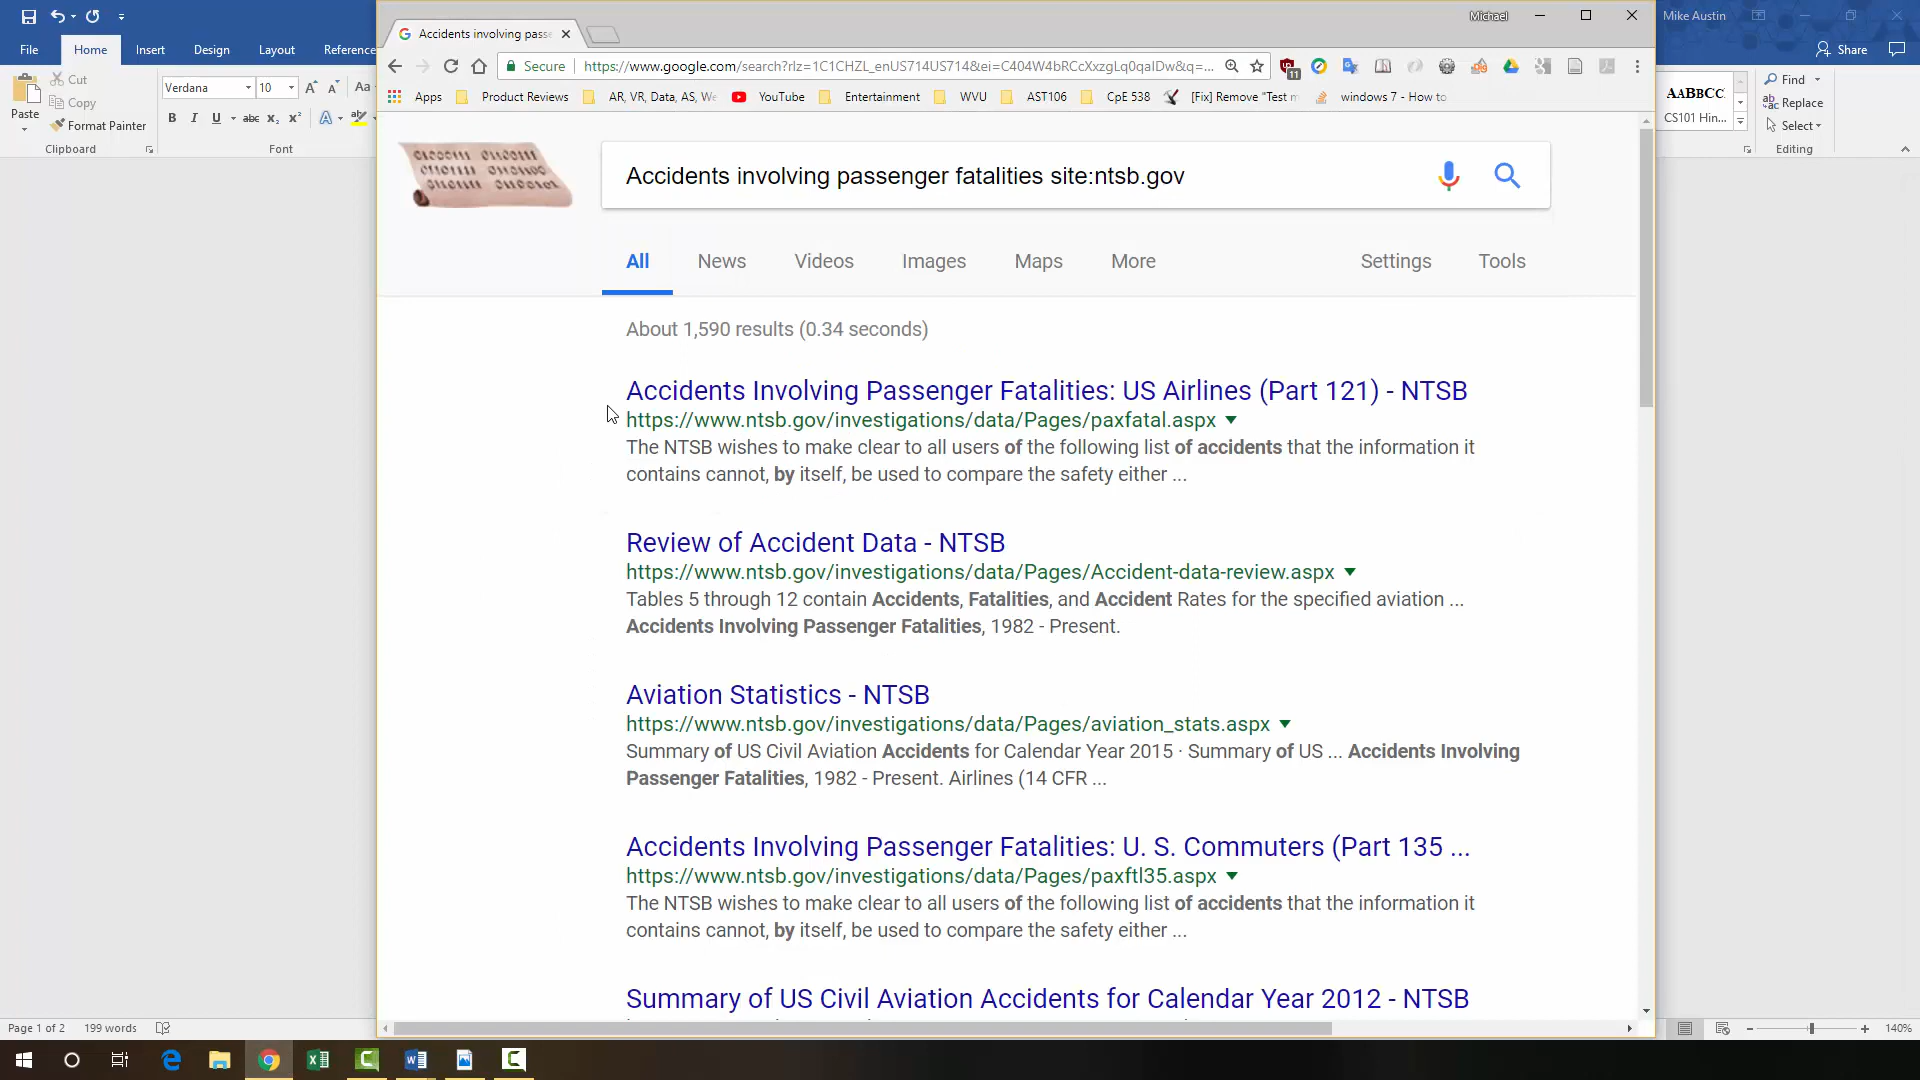 Michael
Mike Austin
Accidents involving passe
File
Home
Insert
Design
Layout
Reference
Share
Secure
https://www.google.com/search?rlz=1C1CHZL_enUS714US714&ei=C404W4bRCcXxzgLq0qaIDw&q=...
11
Cut
Copy
Paste
Format Painter
Clipboard
Verdana
10
Aa
B I U abc x₂ x²
Font
Apps
Product Reviews
AR, VR, Data, AS, We
YouTube
Entertainment
WVU
AST106
CpE 538
[Fix] Remove "Test m
windows 7 - How to
AABBCC
CS101 Hin...
Find
Replace
Select
Editing
Accidents involving passenger fatalities site:ntsb.gov
All
News
Videos
Images
Maps
More
Settings
Tools
About 1,590 results (0.34 seconds)
Accidents Involving Passenger Fatalities: US Airlines (Part 121) - NTSB
https://www.ntsb.gov/investigations/data/Pages/paxfatal.aspx
The NTSB wishes to make clear to all users of the following list of accidents that the information it
contains cannot, by itself, be used to compare the safety either ...
Review of Accident Data - NTSB
https://www.ntsb.gov/investigations/data/Pages/Accident-data-review.aspx
Tables 5 through 12 contain Accidents, Fatalities, and Accident Rates for the specified aviation ...
Accidents Involving Passenger Fatalities, 1982 - Present.
Aviation Statistics - NTSB
https://www.ntsb.gov/investigations/data/Pages/aviation_stats.aspx
Summary of US Civil Aviation Accidents for Calendar Year 2015 · Summary of US ... Accidents Involving
Passenger Fatalities, 1982 - Present. Airlines (14 CFR ...
Accidents Involving Passenger Fatalities: U. S. Commuters (Part 135 ...
https://www.ntsb.gov/investigations/data/Pages/paxftl35.aspx
The NTSB wishes to make clear to all users of the following list of accidents that the information it
contains cannot, by itself, be used to compare the safety either ...
Summary of US Civil Aviation Accidents for Calendar Year 2012 - NTSB
Page 1 of 2
199 words
140%